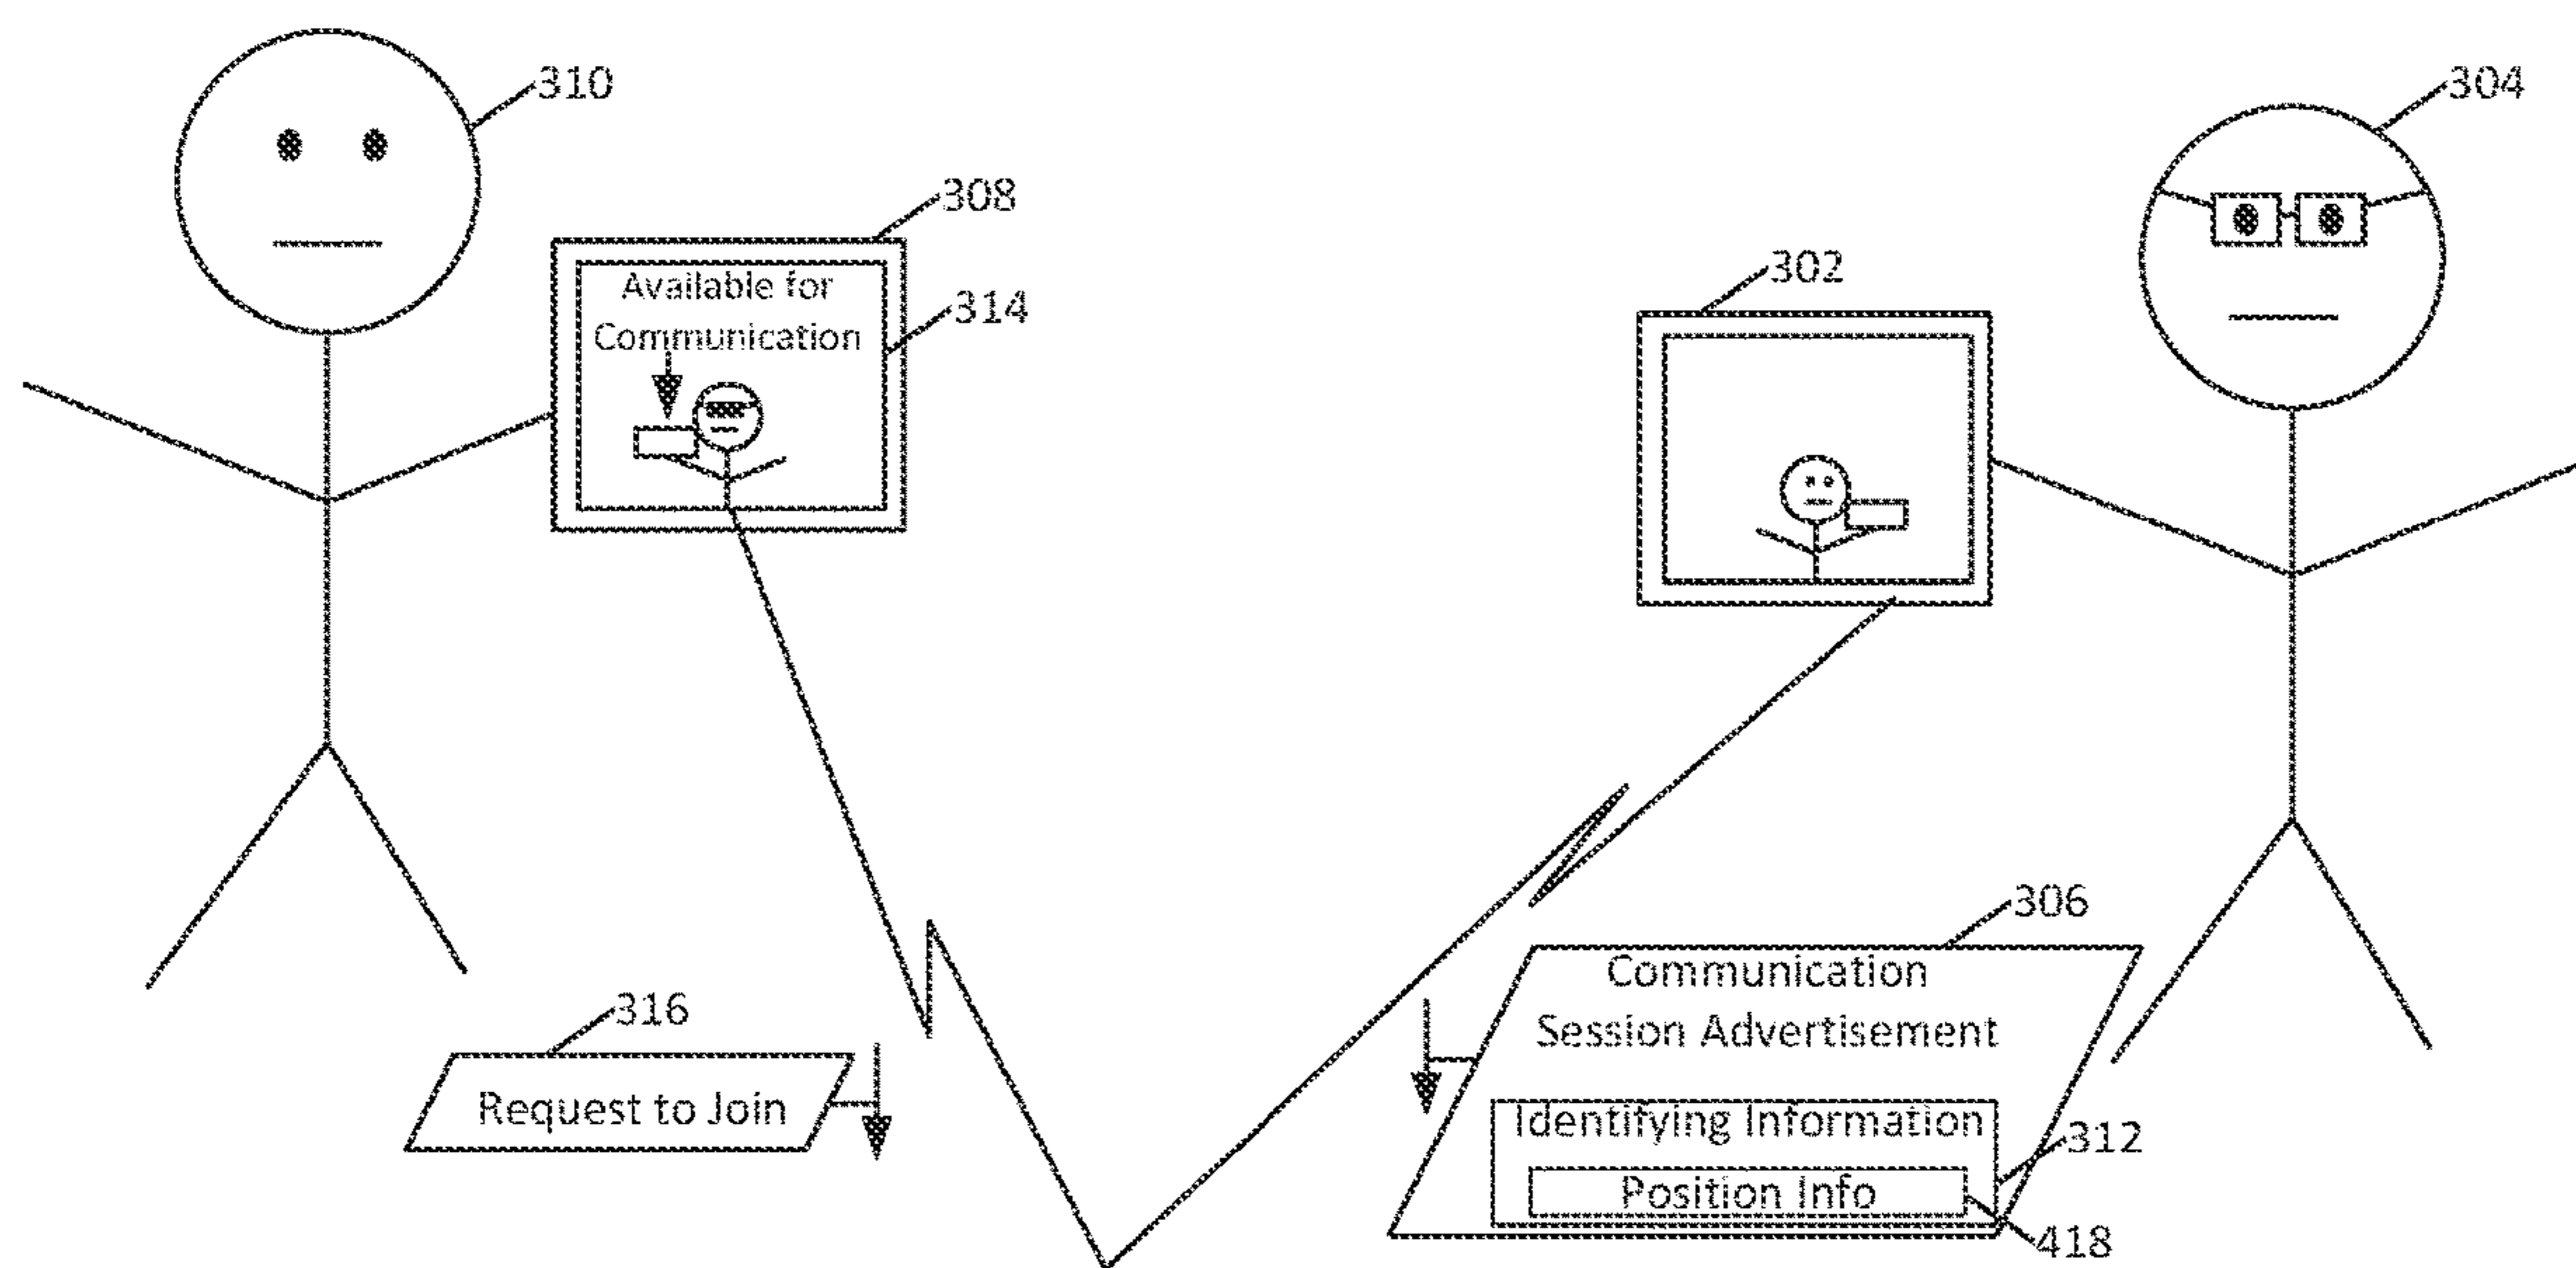 310
304
308
302
Available for
Communication
314
306
Communication
Session Advertisement
316
Request to Join
Identifying Information
312
Position Info
418